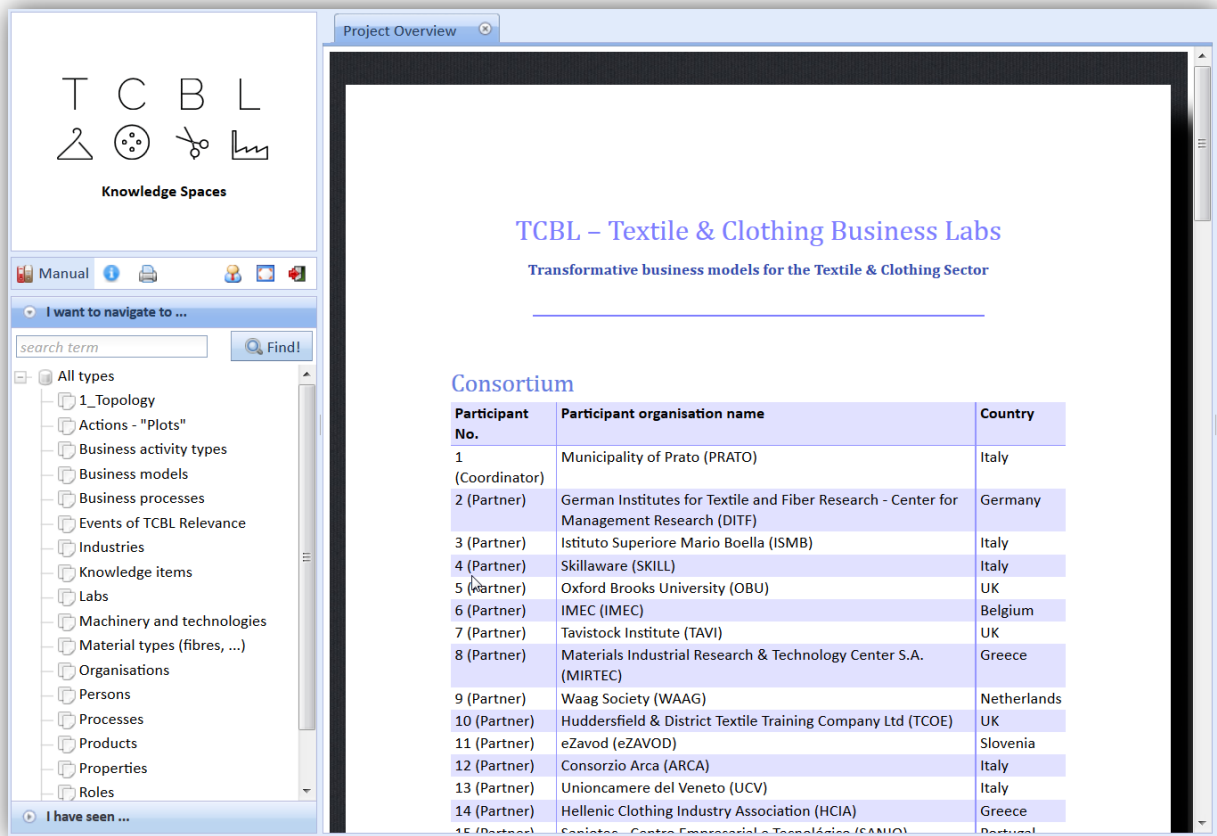 T C B L
Knowledge Spaces
Manual
I want to navigate to ...
search term
Find!
All types
1_Topology
Actions - "Plots"
Business activity types
Business models
Business processes
Events of TCBL Relevance
Industries
Knowledge items
Labs
Machinery and technologies
Material types (fibres, ...)
Organisations
Persons
Processes
Products
Properties
Roles
I have seen ...
Project Overview
TCBL – Textile & Clothing Business Labs
Transformative business models for the Textile & Clothing Sector
Consortium
Participant Participant organisation name Country
No.
1 Municipality of Prato (PRATO) Italy
(Coordinator)
2 (Partner) German Institutes for Textile and Fiber Research - Center for Germany
Management Research (DITF)
3 (Partner) Istituto Superiore Mario Boella (ISMB) Italy
4 (Partner) Skillaware (SKILL) Italy
5 (Partner) Oxford Brooks University (OBU) UK
6 (Partner) IMEC (IMEC) Belgium
7 (Partner) Tavistock Institute (TAVI) UK
8 (Partner) Materials Industrial Research & Technology Center S.A. Greece
(MIRTEC)
9 (Partner) Waag Society (WAAG) Netherlands
10 (Partner) Huddersfield & District Textile Training Company Ltd (TCOE) UK
11 (Partner) eZavod (eZAVOD) Slovenia
12 (Partner) Consorzio Arca (ARCA) Italy
13 (Partner) Unioncamere del Veneto (UCV) Italy
14 (Partner) Hellenic Clothing Industry Association (HCIA) Greece
15 (Partner) Sanjotec - Centro Empresarial e Tecnológico (SANJO) Portugal